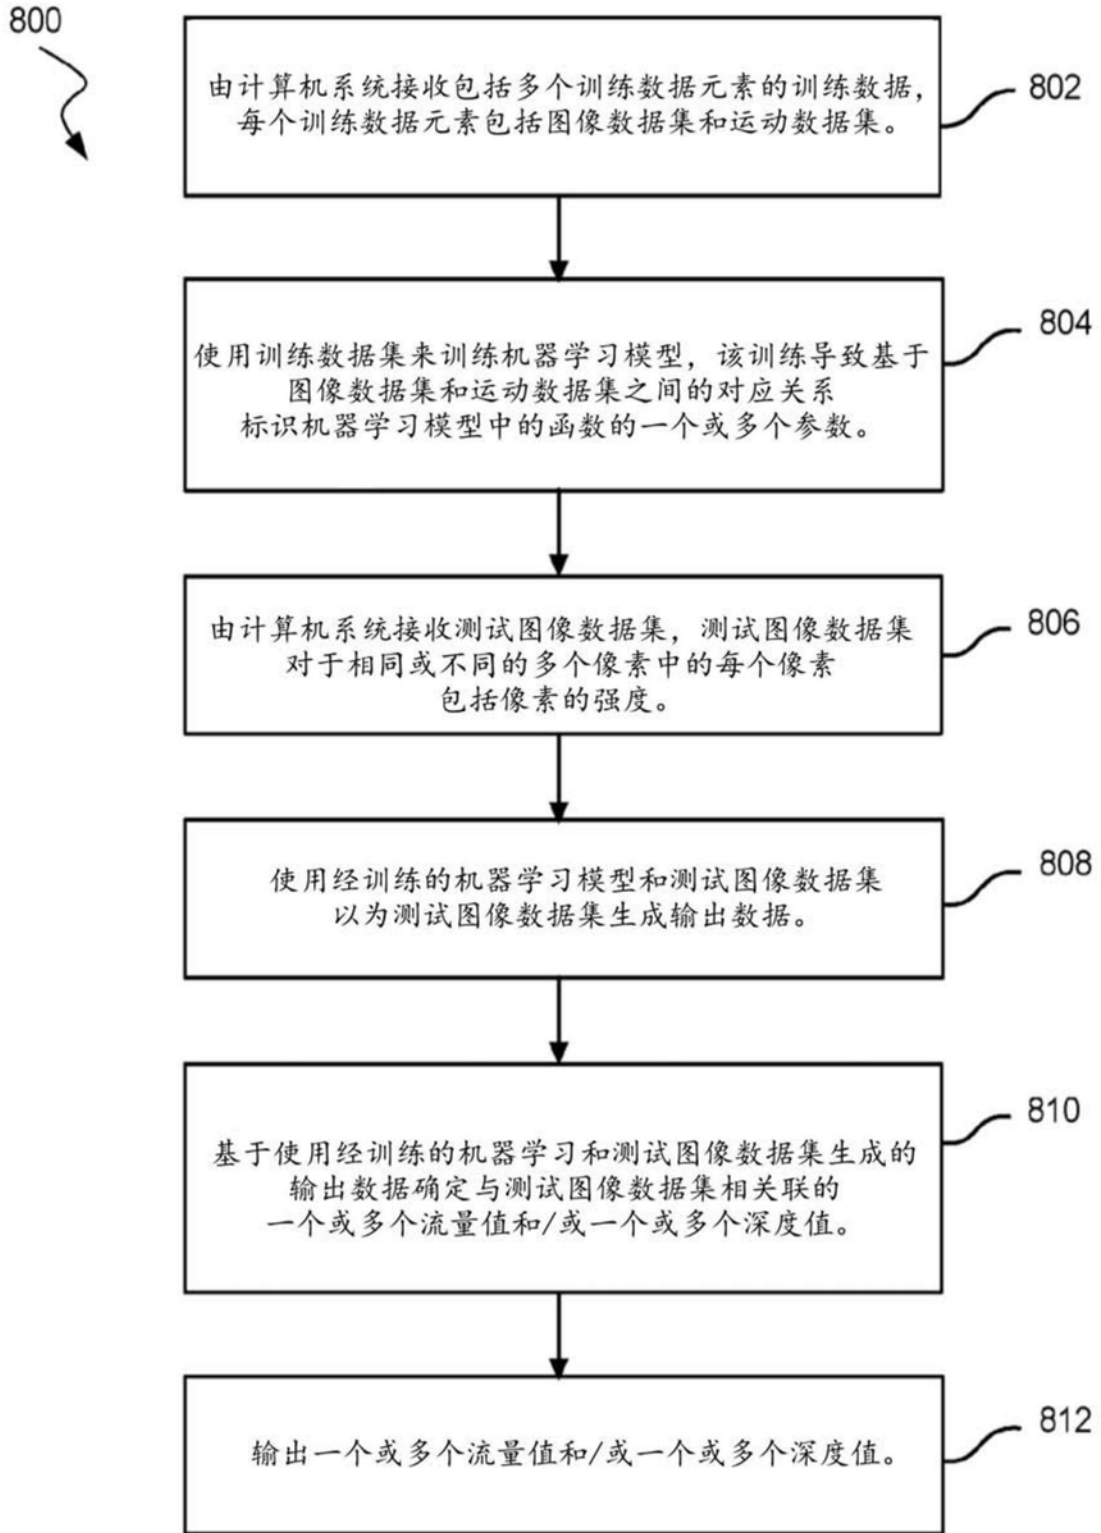 800
由计算机系统接收包括多个训练数据元素的训练数据，
每个训练数据元素包括图像数据集和运动数据集。
802
使用训练数据集来训练机器学习模型，该训练导致基于
图像数据集和运动数据集之间的对应关系
标识机器学习模型中的函数的一个或多个参数。
804
由计算机系统接收测试图像数据集，测试图像数据集
对于相同或不同的多个像素中的每个像素
包括像素的强度。
806
使用经训练的机器学习模型和测试图像数据集
以为测试图像数据集生成输出数据。
808
基于使用经训练的机器学习和测试图像数据集生成的
输出数据确定与测试图像数据集相关联的
一个或多个流量值和/或一个或多个深度值。
810
输出一个或多个流量值和/或一个或多个深度值。
812